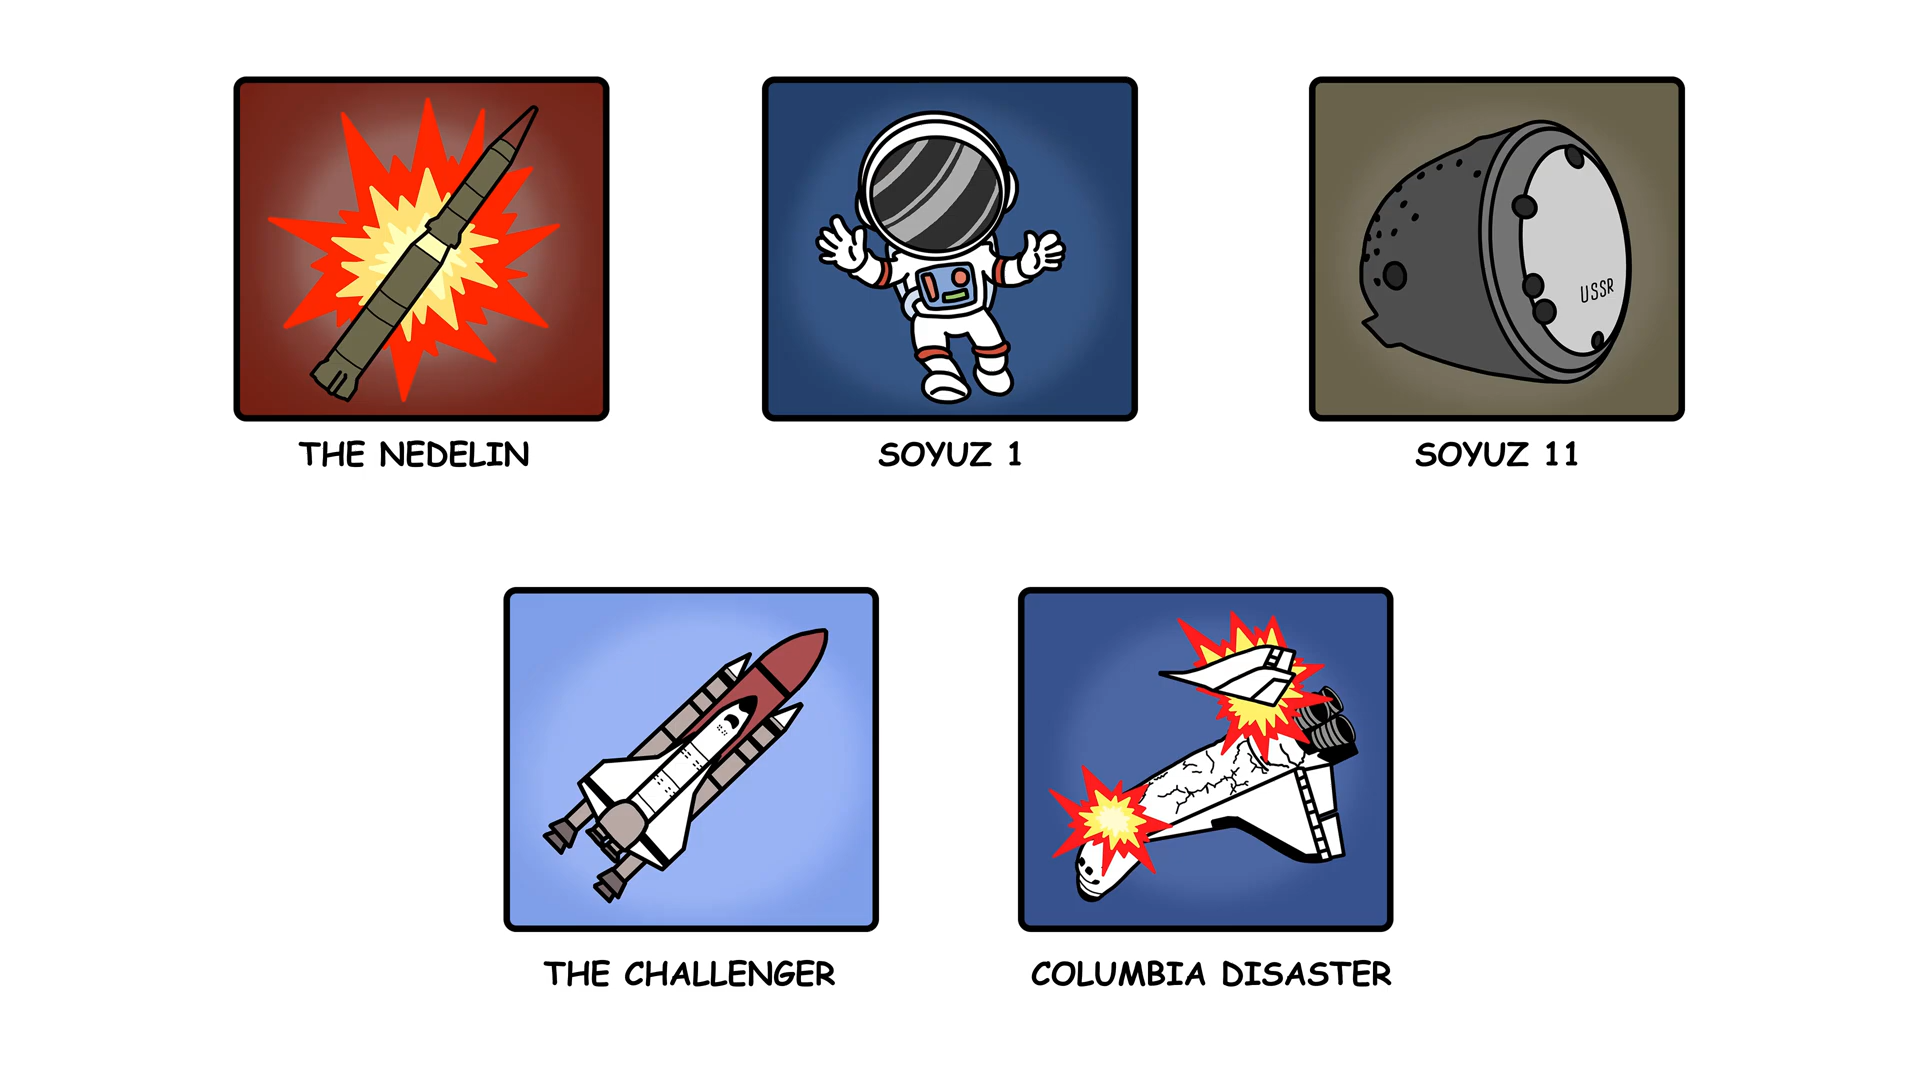 THE NEDELIN
SOYUZ 1
USSR
SOYUZ 11
THE CHALLENGER
COLUMBIA DISASTER